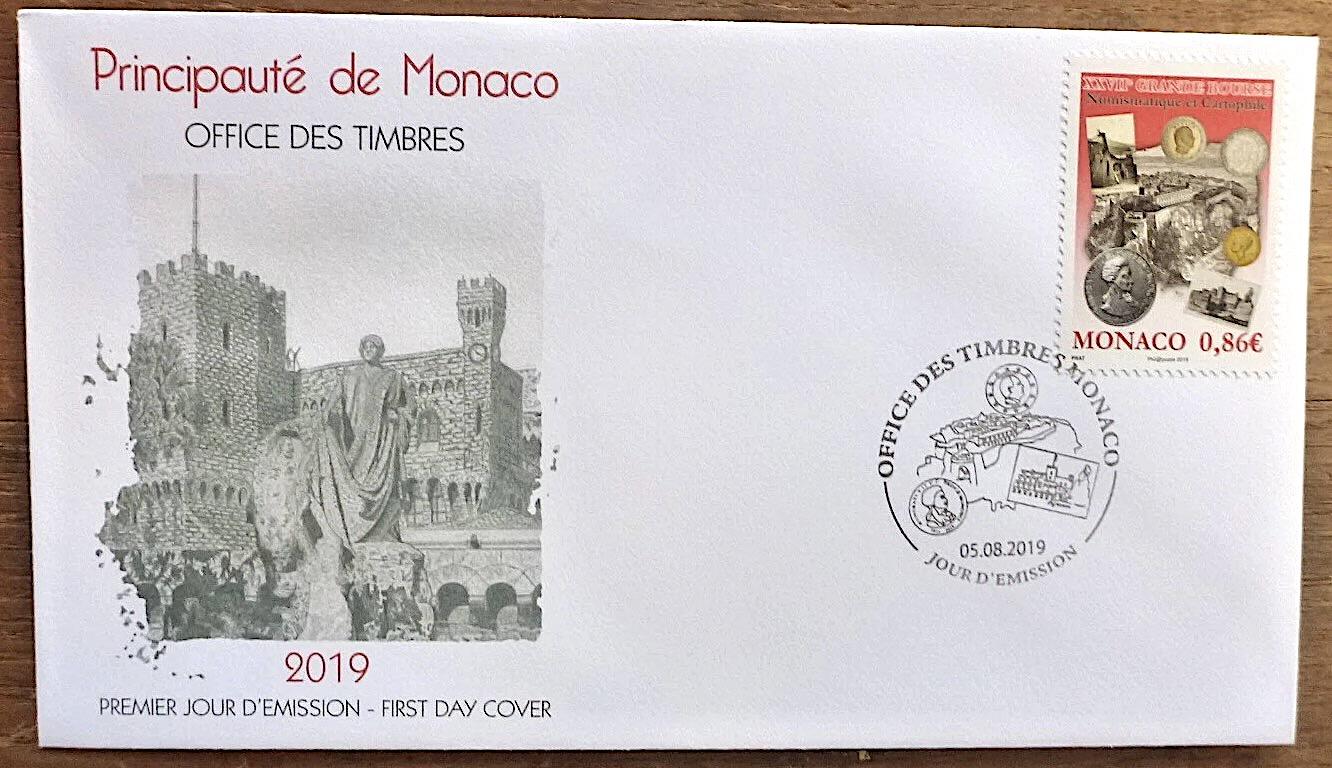 Principauté de Monaco
OFFICE DES TIMBRES
2019
PREMIER JOUR D'EMISSION - FIRST DAY COVER
XXVIIᵉ GRANDE BOURSE
Numismatique et Cartophile
MONACO 0,86€
OFFICE DES TIMBRES MONACO
05.08.2019
JOUR D'EMISSION